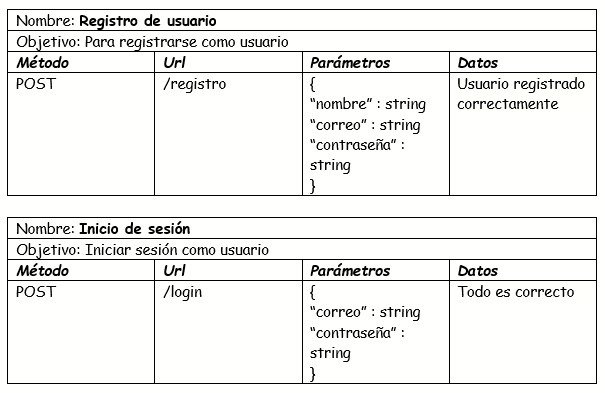 Nombre: Registro de usuario
Objetivo: Para registrarse como usuario
Método Url Parámetros Datos
POST /registro { Usuario registrado
“nombre” : string correctamente
“correo” : string
“contraseña” :
string
}
Nombre: Inicio de sesión
Objetivo: Iniciar sesión como usuario
Método Url Parámetros Datos
POST /login { Todo es correcto
“correo” : string
“contraseña” :
string
}